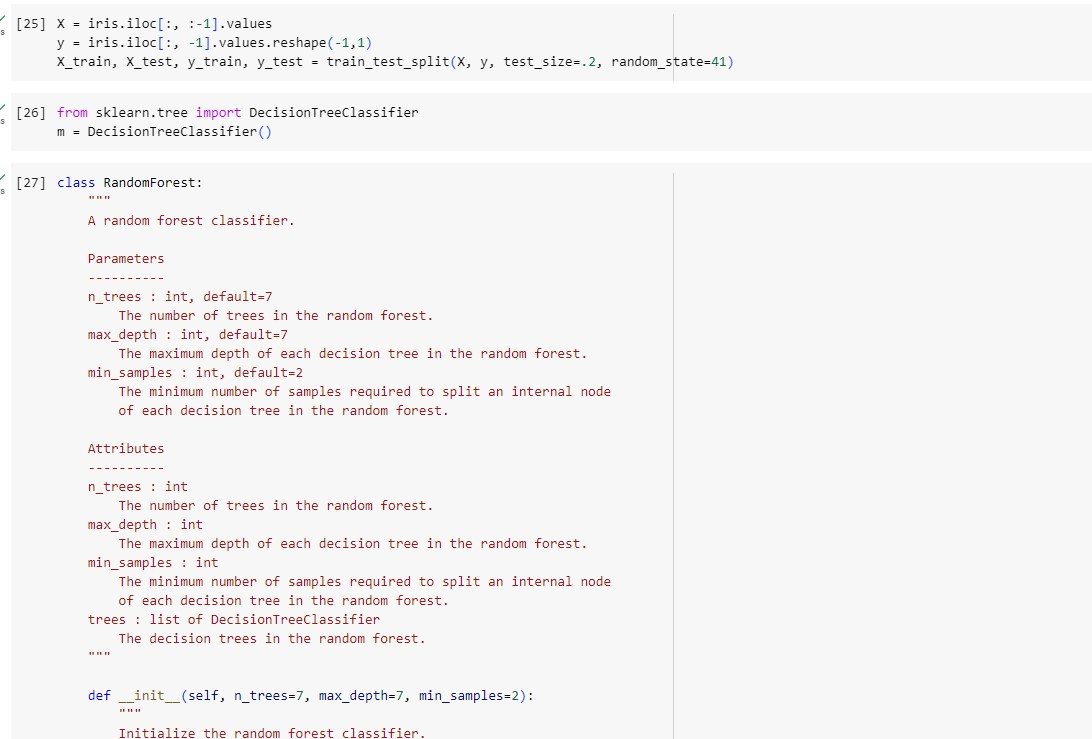 [25] X = iris.iloc[:, :-1].values
y = iris.iloc[:, -1].values.reshape(-1,1)
X_train, X_test, y_train, y_test = train_test_split(X, y, test_size=.2, random_state=41)
[26] from sklearn.tree import DecisionTreeClassifier
m = DecisionTreeClassifier()
[27] class RandomForest:
"""
A random forest classifier.
Parameters
----------
n_trees : int, default=7
The number of trees in the random forest.
max_depth : int, default=7
The maximum depth of each decision tree in the random forest.
min_samples : int, default=2
The minimum number of samples required to split an internal node
of each decision tree in the random forest.
Attributes
----------
n_trees : int
The number of trees in the random forest.
max_depth : int
The maximum depth of each decision tree in the random forest.
min_samples : int
The minimum number of samples required to split an internal node
of each decision tree in the random forest.
trees : list of DecisionTreeClassifier
The decision trees in the random forest.
"""
def __init__(self, n_trees=7, max_depth=7, min_samples=2):
"""
Initialize the random forest classifier.